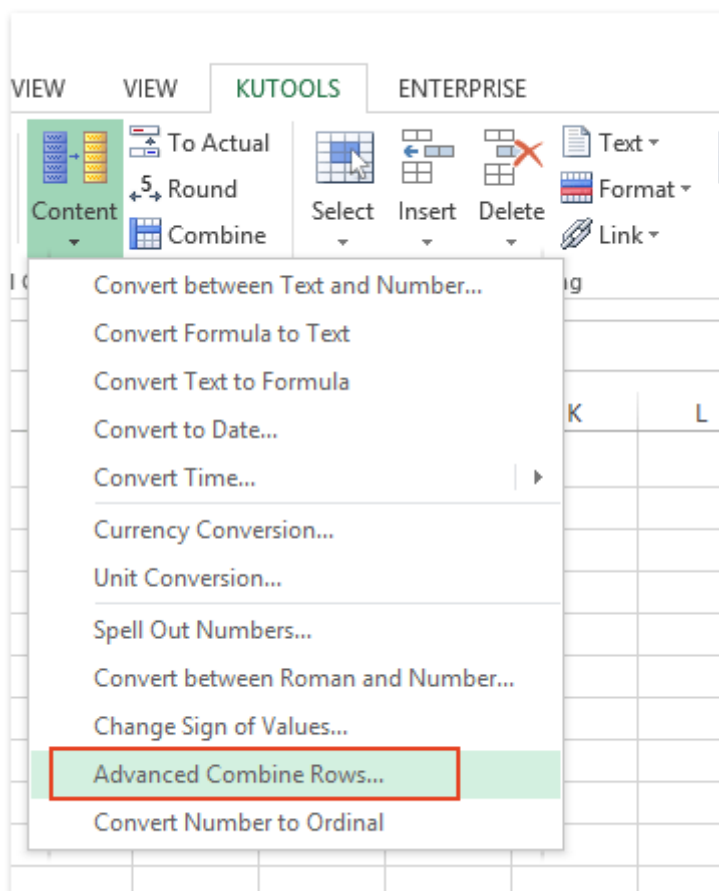 VIEW VIEW KUTOOLS ENTERPRISE
Content
To Actual
Round
Combine
Select Insert Delete
Text
Format
Link
Convert between Text and Number...
Convert Formula to Text
Convert Text to Formula
Convert to Date...
Convert Time...
Currency Conversion...
Unit Conversion...
Spell Out Numbers...
Convert between Roman and Number...
Change Sign of Values...
Advanced Combine Rows...
Convert Number to Ordinal
K L